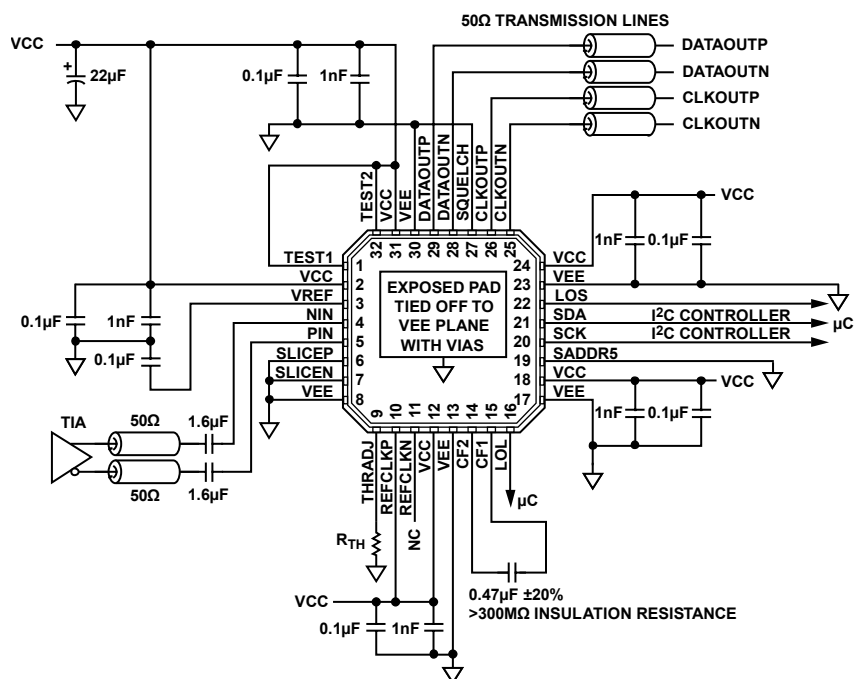 50Ω TRANSMISSION LINES
VCC
+
22µF
0.1µF
1nF
DATAOUTP
DATAOUTN
CLKOUTP
CLKOUTN
TEST2
VCC
VEE
DATAOUTP
DATAOUTN
SQUELCH
CLKOUTP
CLKOUTN
32
31
30
29
28
27
26
25
TEST1
1
VCC
2
VREF
3
NIN
4
PIN
5
SLICEP
6
SLICEN
7
VEE
8
0.1µF
1nF
0.1µF
EXPOSED PAD
TIED OFF TO
VEE PLANE
WITH VIAS
24
VCC
23
VEE
22
LOS
21
SDA
I2C CONTROLLER
20
SCK
I2C CONTROLLER
19
SADDR5
18
VCC
17
VEE
VCC
1nF
0.1µF
µC
VCC
1nF
0.1µF
TIA
50Ω
1.6µF
50Ω
1.6µF
9
10
11
12
13
14
15
16
THRADJ
REFCLKP
REFCLKN
VCC
VEE
CF2
CF1
LOL
µC
NC
RTH
0.47µF ±20%
>300MΩ INSULATION RESISTANCE
VCC
0.1µF
1nF